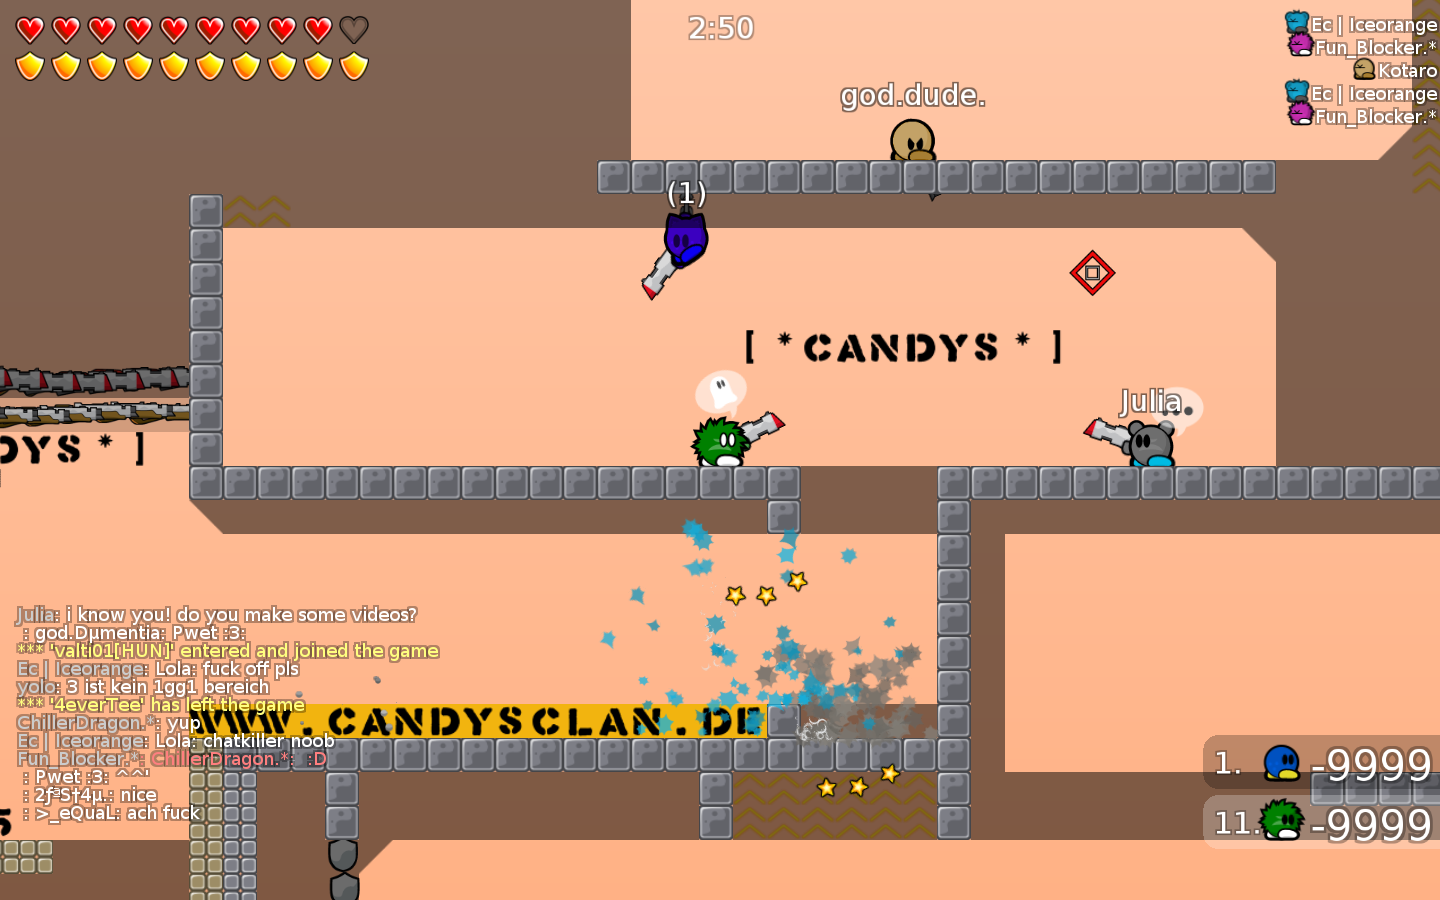 2:50
Ec | Iceorange
Fun_Blocker.*
Kotaro
Ec | Iceorange
Fun_Blocker.*
god.dude.
(1)
[ *CANDYS * ]
Julia
DYS * ]
Julia: i know you! do you make some videos?
: god.Dµmentia: Pwet :3:
*** 'valti01[HUN]' entered and joined the game
Ec | Iceorange: Lola: fuck off pls
yolo: 3 ist kein 1gg1 bereich
*** '4everTee' has left the game
ChillerDragon.*: yup
WWW.CANDYSCLAN.DE
Ec | Iceorange: Lola: chatkiller noob
Fun_Blocker.*: ChillerDragon.*: :D
: Pwet :3: ^^'
: nice
: >_eQuaL: ach fuck
1. -9999
11. -9999